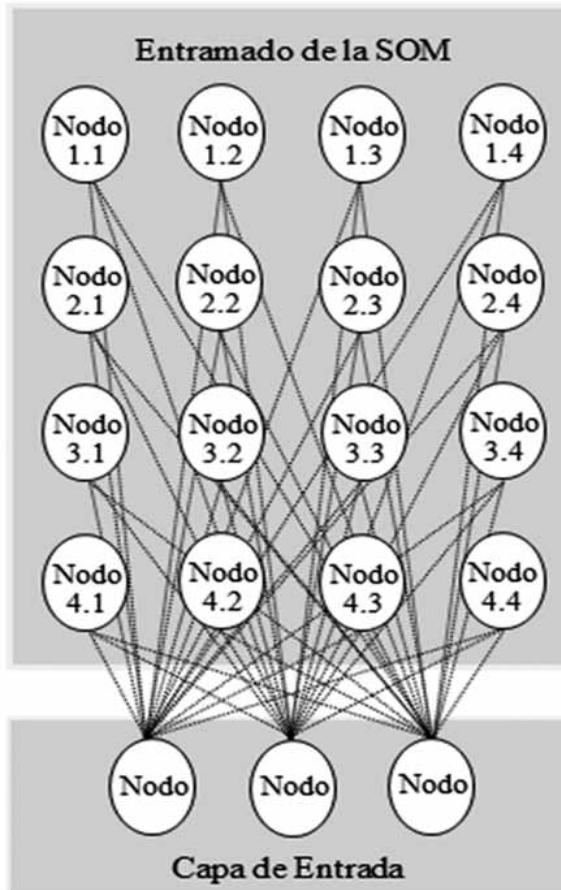 Entramado de la SOM
Nodo Nodo Nodo Nodo
1.1 1.2 1.3 1.4
Nodo Nodo Nodo Nodo
2.1 2.2 2.3 2.4
Nodo Nodo Nodo Nodo
3.1 3.2 3.3 3.4
Nodo Nodo Nodo Nodo
4.1 4.2 4.3 4.4
Nodo Nodo Nodo
Capa de Entrada